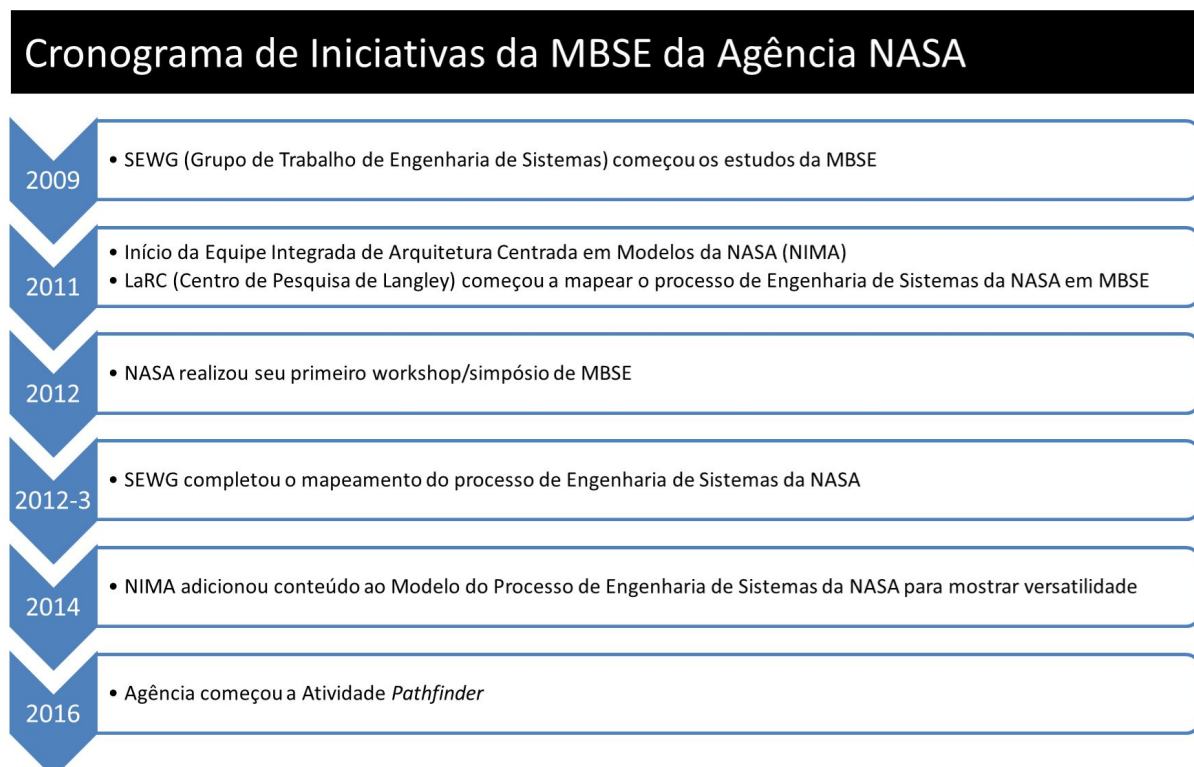 Cronograma de Iniciativas da MBSE da Agência NASA
2009
• SEWG (Grupo de Trabalho de Engenharia de Sistemas) começou os estudos da MBSE
2011
• Início da Equipe Integrada de Arquitetura Centrada em Modelos da NASA (NIMA)
• LaRC (Centro de Pesquisa de Langley) começou a mapear o processo de Engenharia de Sistemas da NASA em MBSE
2012
• NASA realizou seu primeiro workshop/simpósio de MBSE
2012-3
• SEWG completou o mapeamento do processo de Engenharia de Sistemas da NASA
2014
• NIMA adicionou conteúdo ao Modelo do Processo de Engenharia de Sistemas da NASA para mostrar versatilidade
2016
• Agência começou a Atividade Pathfinder